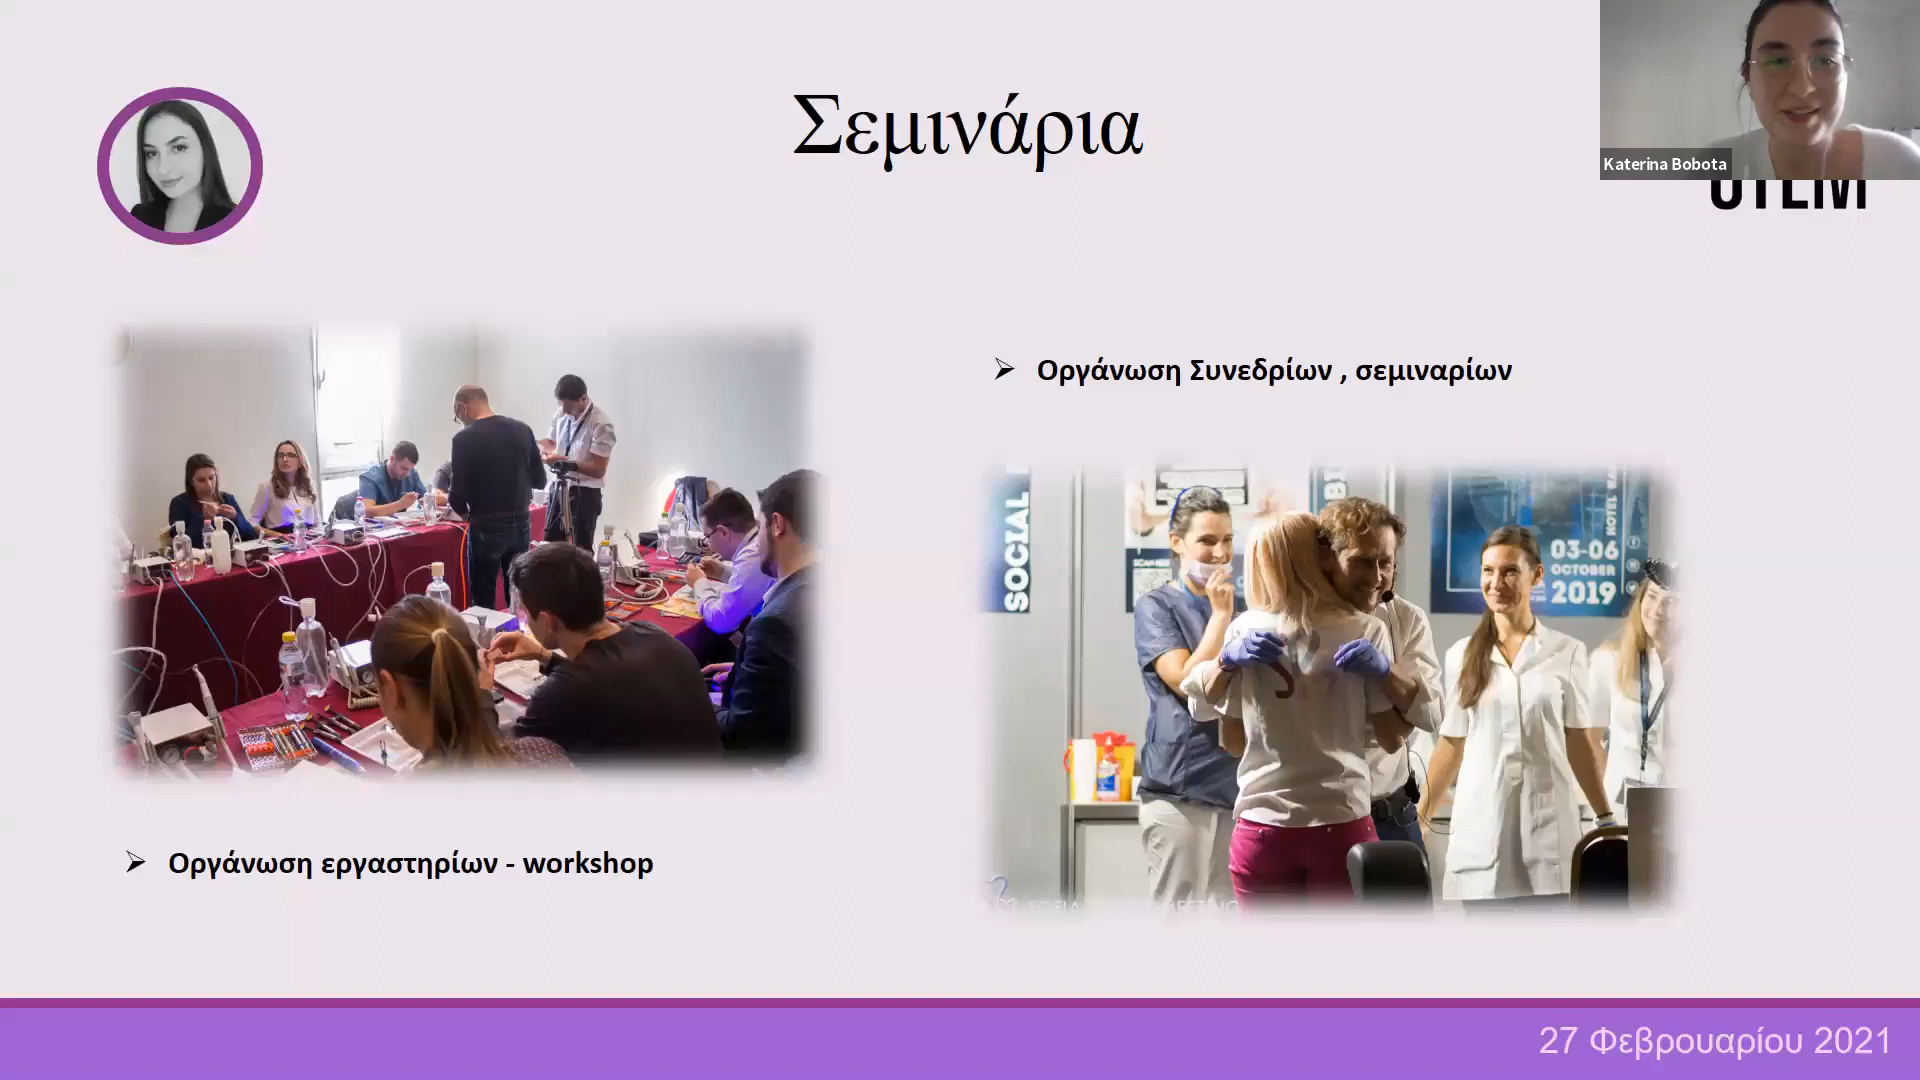 Σεμινάρια
Katerina Bobota
Οργάνωση Συνεδρίων , σεμιναρίων
SOCIAL
03-06
OCTOBER
2019
Οργάνωση εργαστηρίων - workshop
27 Φεβρουαρίου 2021